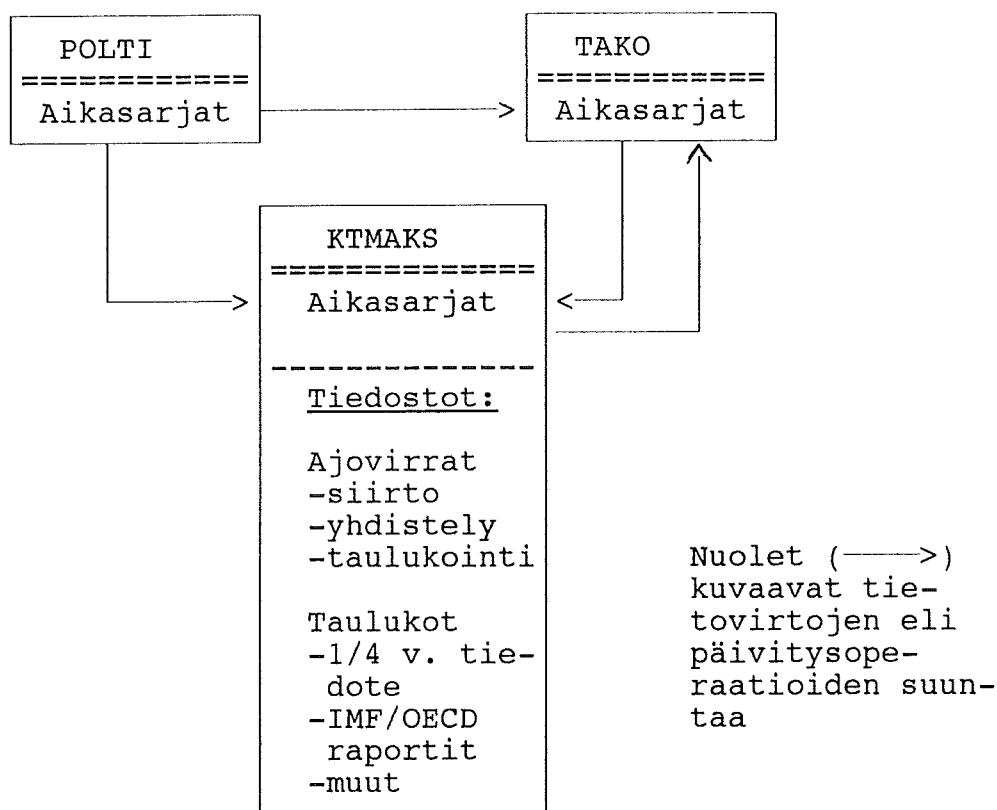 POLTI
============
Aikasarjat
TAKO
============
Aikasarjat
KTMAKS
==============
Aikasarjat
--------------
Tiedostot:
Ajovirrat
-siirto
-yhdistely
-taulukointi
Taulukot
-1/4 v. tie-
dote
-IMF/OECD
raportit
-muut
Nuolet (———>)
kuvaavat tie-
tovirtojen eli
päivitysope-
raatioiden suun-
taa